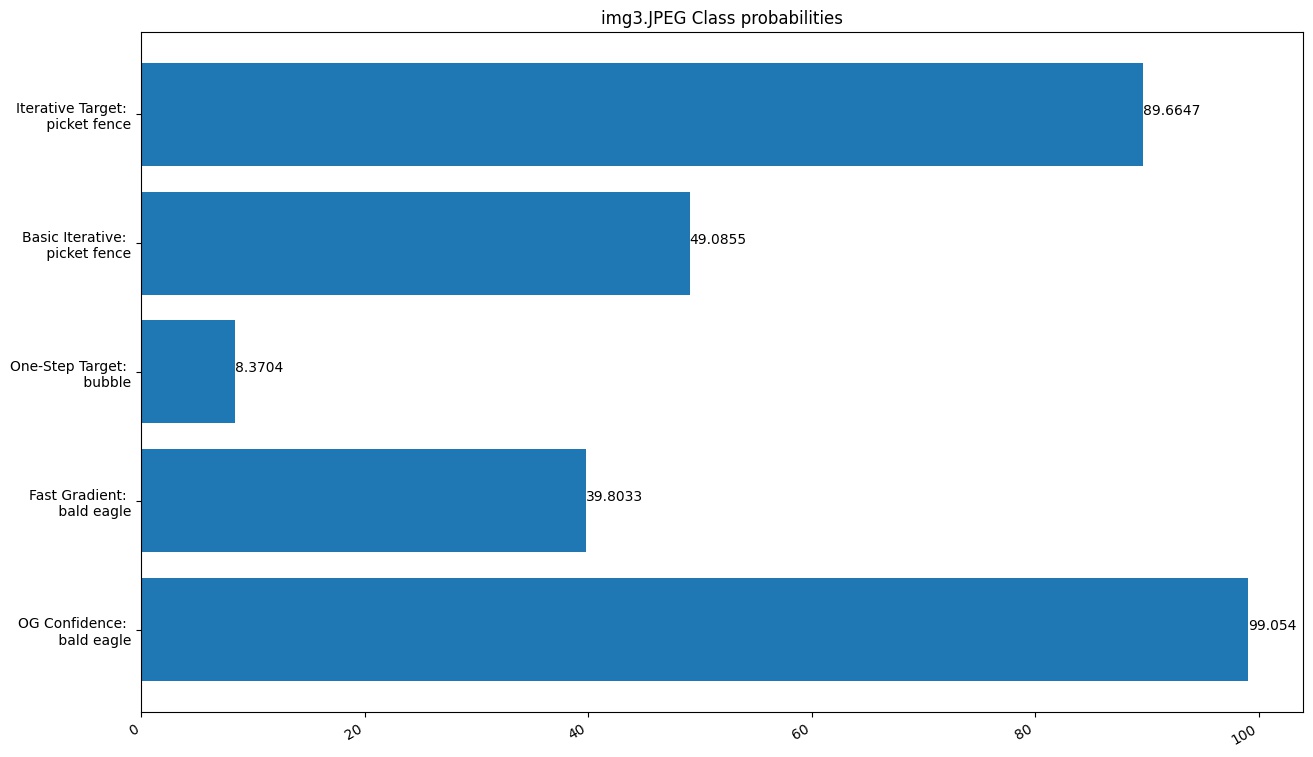 img3.JPEG Class probabilities
Iterative Target:
picket fence
89.6647
Basic Iterative:
picket fence
49.0855
One-Step Target:
bubble
8.3704
Fast Gradient:
bald eagle
39.8033
OG Confidence:
bald eagle
99.054
0
20
40
60
80
100